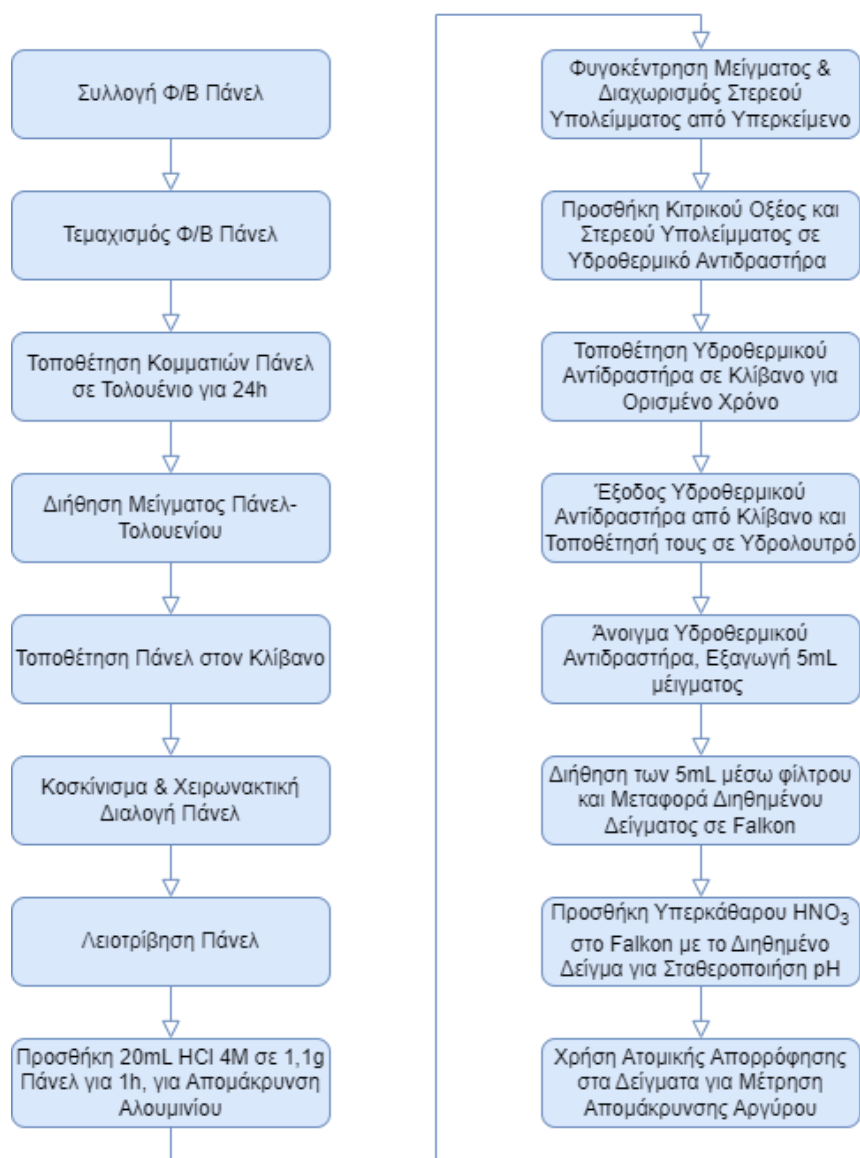 Συλλογή Φ/Β Πάνελ
Τεμαχισμός Φ/Β Πάνελ
Τοποθέτηση Κομματιών Πάνελ
σε Τολουένιο για 24h
Διήθηση Μείγματος Πάνελ-
Τολουενίου
Τοποθέτηση Πάνελ στον Κλίβανο
Κοσκίνισμα & Χειρωνακτική
Διαλογή Πάνελ
Λειοτρίβηση Πάνελ
Προσθήκη 20mL HCl 4M σε 1,1g
Πάνελ για 1h, για Απομάκρυνση
Αλουμινίου
Φυγοκέντρηση Μείγματος &
Διαχωρισμός Στερεού
Υπολείμματος από Υπερκείμενο
Προσθήκη Κιτρικού Οξέος και
Στερεού Υπολείμματος σε
Υδροθερμικό Αντιδραστήρα
Τοποθέτηση Υδροθερμικού
Αντίδραστήρα σε Κλίβανο για
Ορισμένο Χρόνο
Έξοδος Υδροθερμικού
Αντίδραστήρα από Κλίβανο και
Τοποθέτησή τους σε Υδρολουτρό
Άνοιγμα Υδροθερμικού
Αντιδραστήρα, Εξαγωγή 5mL
μέιγματος
Διήθηση των 5mL μέσω φίλτρου
και Μεταφορά Διηθημένου
Δείγματος σε Falkon
Προσθήκη Υπερκάθαρου HNO₃
στο Falkon με το Διηθημένο
Δείγμα για Σταθεροποιήση pH
Χρήση Ατομικής Απορρόφησης
στα Δείγματα για Μέτρηση
Απομάκρυνσης Αργύρου